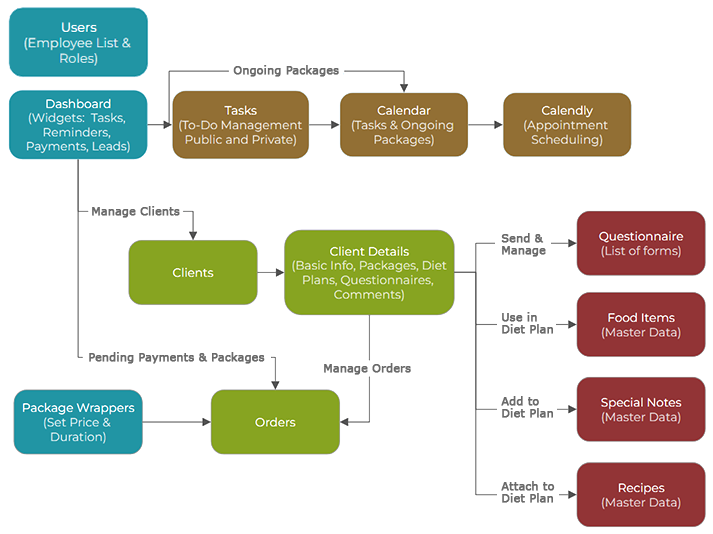 Users
(Employee List &
Roles)
Ongoing Packages
Dashboard
(Widgets: Tasks,
Reminders,
Payments, Leads)
Tasks
(To-Do Management
Public and Private)
Calendar
(Tasks & Ongoing
Packages)
Calendly
(Appointment
Scheduling)
Manage Clients
Clients
Client Details
(Basic Info, Packages, Diet
Plans, Questionnaires,
Comments)
Send &
Manage
Questionnaire
(List of forms)
Use in
Diet Plan
Food Items
(Master Data)
Pending Payments & Packages
Manage Orders
Package Wrappers
(Set Price &
Duration)
Orders
Add to
Diet Plan
Special Notes
(Master Data)
Attach to
Diet Plan
Recipes
(Master Data)